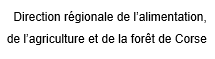 Direction régionale de l’alimentation,
de l’agriculture et de la forêt de Corse